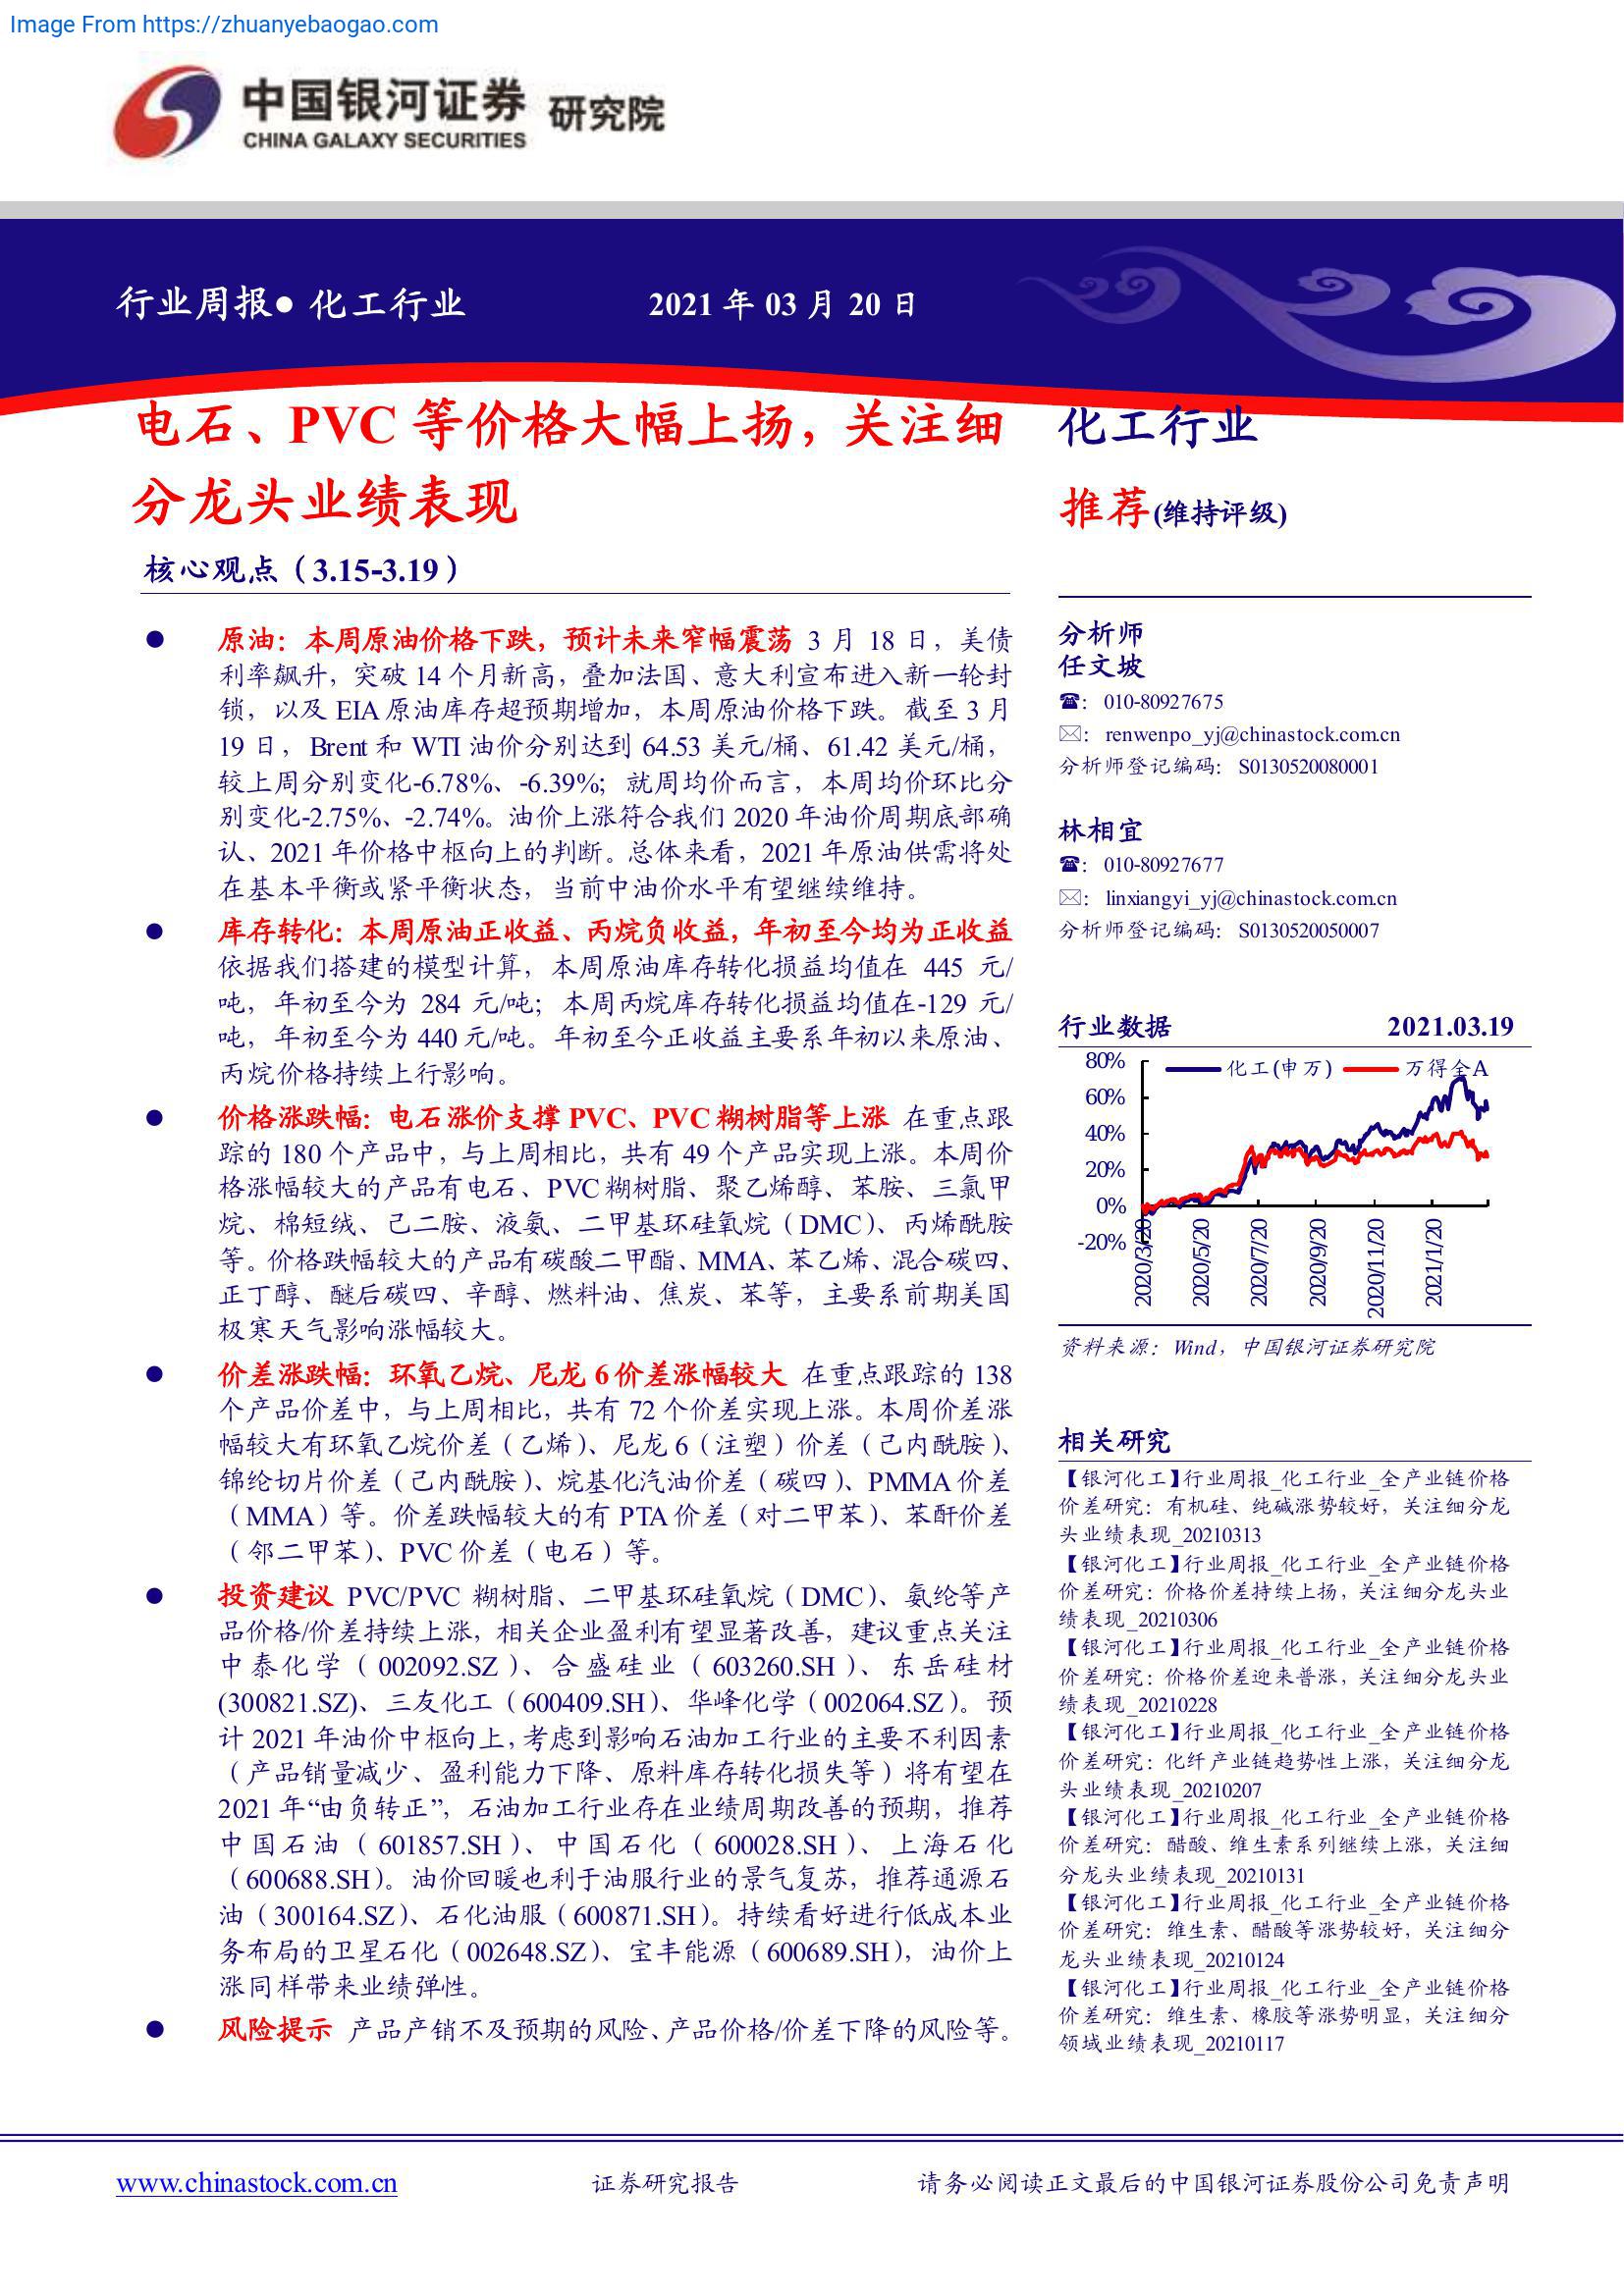 Image From https://zhuanyebaogao.com
中国银河证券 研究院
CHINA GALAXY SECURITIES
行业周报● 化工行业 2021 年 03 月 20 日
电石、PVC 等价格大幅上扬，关注细
分龙头业绩表现
核心观点（3.15-3.19）
● 原油：本周原油价格下跌，预计未来窄幅震荡 3 月 18 日，美债
利率飙升，突破 14 个月新高，叠加法国、意大利宣布进入新一轮封
锁，以及 EIA 原油库存超预期增加，本周原油价格下跌。截至 3 月
19 日，Brent 和 WTI 油价分别达到 64.53 美元/桶、61.42 美元/桶，
较上周分别变化-6.78%、-6.39%；就周均价而言，本周均价环比分
别变化-2.75%、-2.74%。油价上涨符合我们 2020 年油价周期底部确
认、2021 年价格中枢向上的判断。总体来看，2021 年原油供需将处
在基本平衡或紧平衡状态，当前中油价水平有望继续维持。
● 库存转化：本周原油正收益、丙烷负收益，年初至今均为正收益
依据我们搭建的模型计算，本周原油库存转化损益均值在 445 元/
吨，年初至今为 284 元/吨；本周丙烷库存转化损益均值在-129 元/
吨，年初至今为 440 元/吨。年初至今正收益主要系年初以来原油、
丙烷价格持续上行影响。
● 价格涨跌幅：电石涨价支撑 PVC、PVC 糊树脂等上涨 在重点跟
踪的 180 个产品中，与上周相比，共有 49 个产品实现上涨。本周价
格涨幅较大的产品有电石、PVC 糊树脂、聚乙烯醇、苯胺、三氯甲
烷、棉短绒、己二胺、液氨、二甲基环硅氧烷（DMC）、丙烯酰胺
等。价格跌幅较大的产品有碳酸二甲酯、MMA、苯乙烯、混合碳四、
正丁醇、醚后碳四、辛醇、燃料油、焦炭、苯等，主要系前期美国
极寒天气影响涨幅较大。
● 价差涨跌幅：环氧乙烷、尼龙 6 价差涨幅较大 在重点跟踪的 138
个产品价差中，与上周相比，共有 72 个价差实现上涨。本周价差涨
幅较大有环氧乙烷价差（乙烯）、尼龙 6（注塑）价差（己内酰胺）、
锦纶切片价差（己内酰胺）、烷基化汽油价差（碳四）、PMMA 价差
（MMA）等。价差跌幅较大的有 PTA 价差（对二甲苯）、苯酐价差
（邻二甲苯）、PVC 价差（电石）等。
● 投资建议 PVC/PVC 糊树脂、二甲基环硅氧烷（DMC）、氨纶等产
品价格/价差持续上涨，相关企业盈利有望显著改善，建议重点关注
中泰化学（002092.SZ）、合盛硅业（603260.SH）、东岳硅材
(300821.SZ)、三友化工（600409.SH）、华峰化学（002064.SZ）。预
计 2021 年油价中枢向上，考虑到影响石油加工行业的主要不利因素
（产品销量减少、盈利能力下降、原料库存转化损失等）将有望在
2021 年“由负转正”，石油加工行业存在业绩周期改善的预期，推荐
中国石油（601857.SH）、中国石化（600028.SH）、上海石化
（600688.SH）。油价回暖也利于油服行业的景气复苏，推荐通源石
油（300164.SZ）、石化油服（600871.SH）。持续看好进行低成本业
务布局的卫星石化（002648.SZ）、宝丰能源（600689.SH），油价上
涨同样带来业绩弹性。
● 风险提示 产品产销不及预期的风险、产品价格/价差下降的风险等。
化工行业
推荐(维持评级)
分析师
任文坡
☎：010-80927675
✉：renwenpo_yj@chinastock.com.cn
分析师登记编码：S0130520080001
林相宜
☎：010-80927677
✉：linxiangyi_yj@chinastock.com.cn
分析师登记编码：S0130520050007
行业数据 2021.03.19
化工(申万) 万得全A
80%
60%
40%
20%
0%
-20%
2020/3/20 2020/5/20 2020/7/20 2020/9/20 2020/11/20 2021/1/20
资料来源：Wind，中国银河证券研究院
相关研究
【银河化工】行业周报_化工行业_全产业链价格
价差研究：有机硅、纯碱涨势较好，关注细分龙
头业绩表现_20210313
【银河化工】行业周报_化工行业_全产业链价格
价差研究：价格价差持续上扬，关注细分龙头业
绩表现_20210306
【银河化工】行业周报_化工行业_全产业链价格
价差研究：价格价差迎来普涨，关注细分龙头业
绩表现_20210228
【银河化工】行业周报_化工行业_全产业链价格
价差研究：化纤产业链趋势性上涨，关注细分龙
头业绩表现_20210207
【银河化工】行业周报_化工行业_全产业链价格
价差研究：醋酸、维生素系列继续上涨，关注细
分龙头业绩表现_20210131
【银河化工】行业周报_化工行业_全产业链价格
价差研究：维生素、醋酸等涨势较好，关注细分
龙头业绩表现_20210124
【银河化工】行业周报_化工行业_全产业链价格
价差研究：维生素、橡胶等涨势明显，关注细分
领域业绩表现_20210117
www.chinastock.com.cn 证券研究报告 请务必阅读正文最后的中国银河证券股份公司免责声明